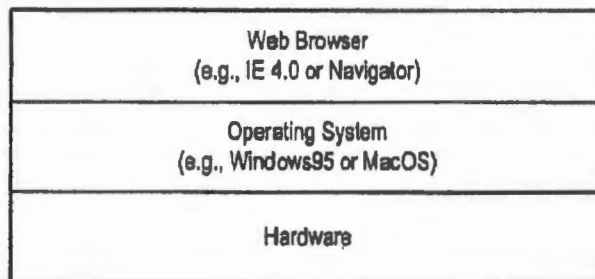 Web Browser
(e.g., IE 4.0 or Navigator)
Operating System
(e.g., Windows95 or MacOS)
Hardware